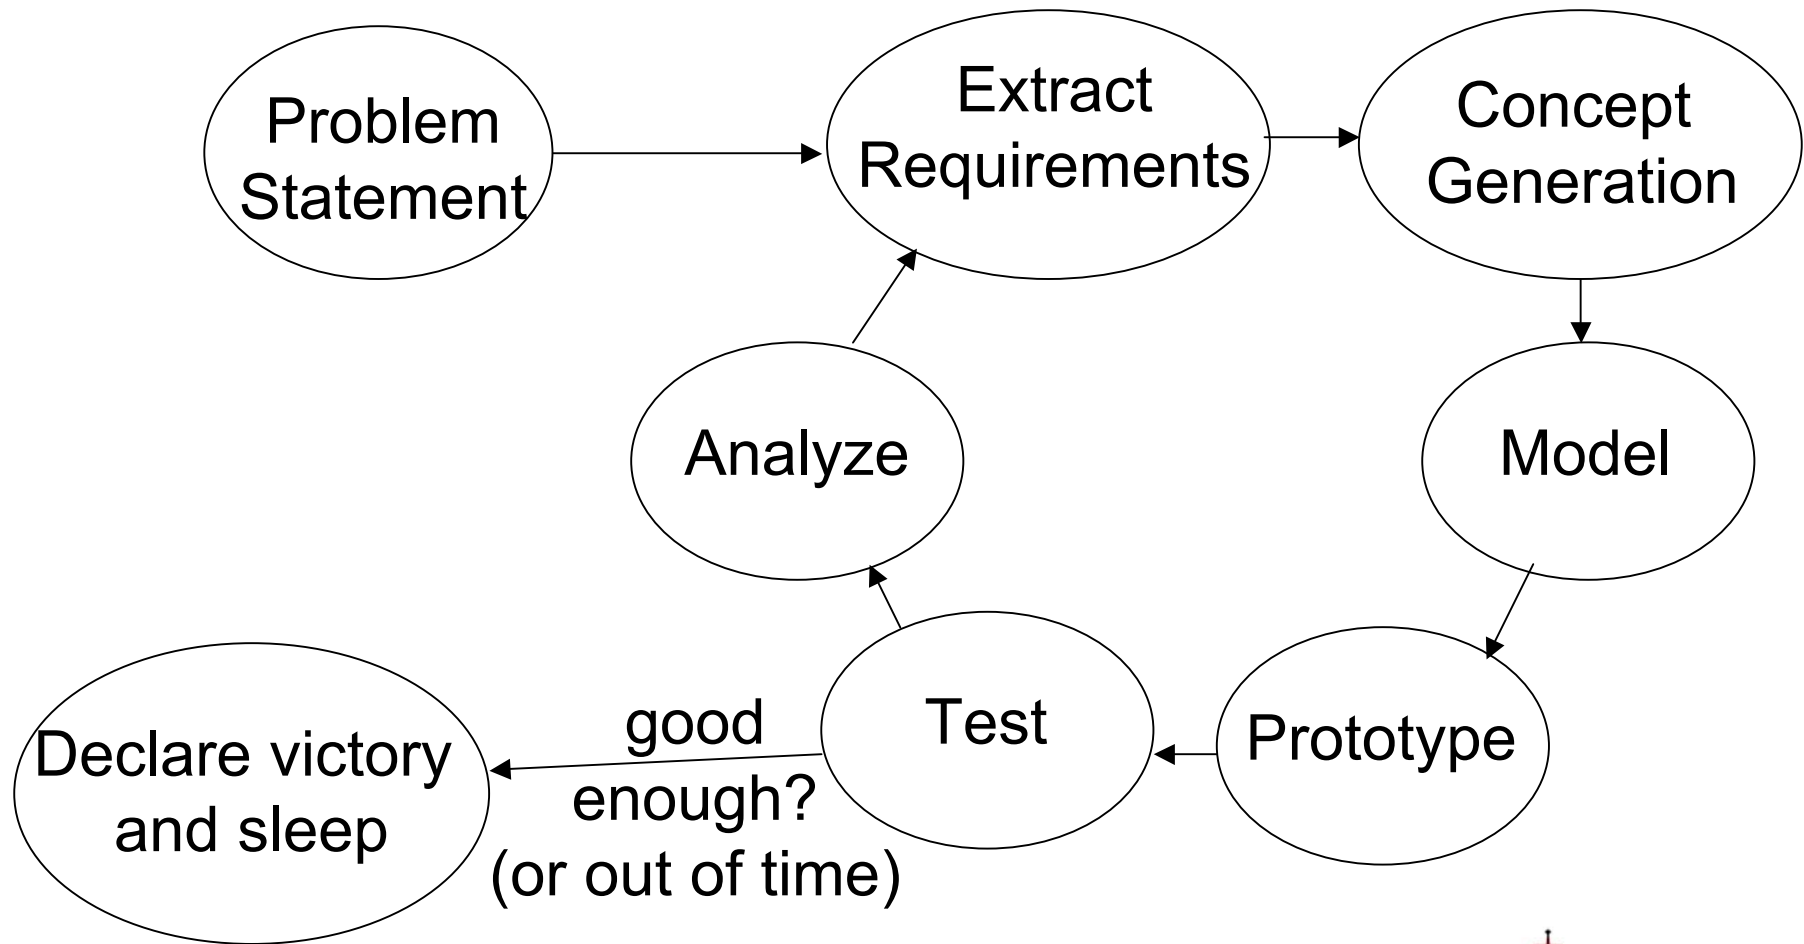 Problem
Statement
Extract
Requirements
Concept
Generation
Analyze
Model
Declare victory
and sleep
good
enough?
(or out of time)
Test
Prototype